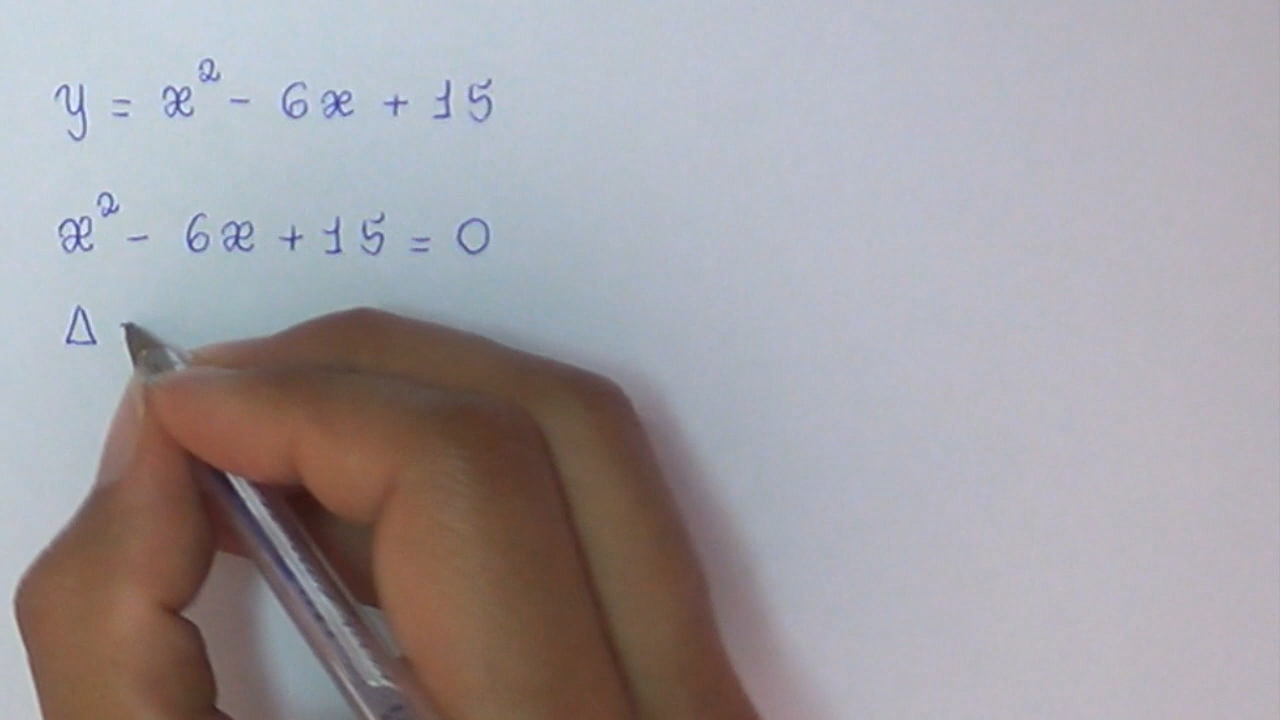 y = x² - 6x + 15
x² - 6x + 15 = 0
Δ